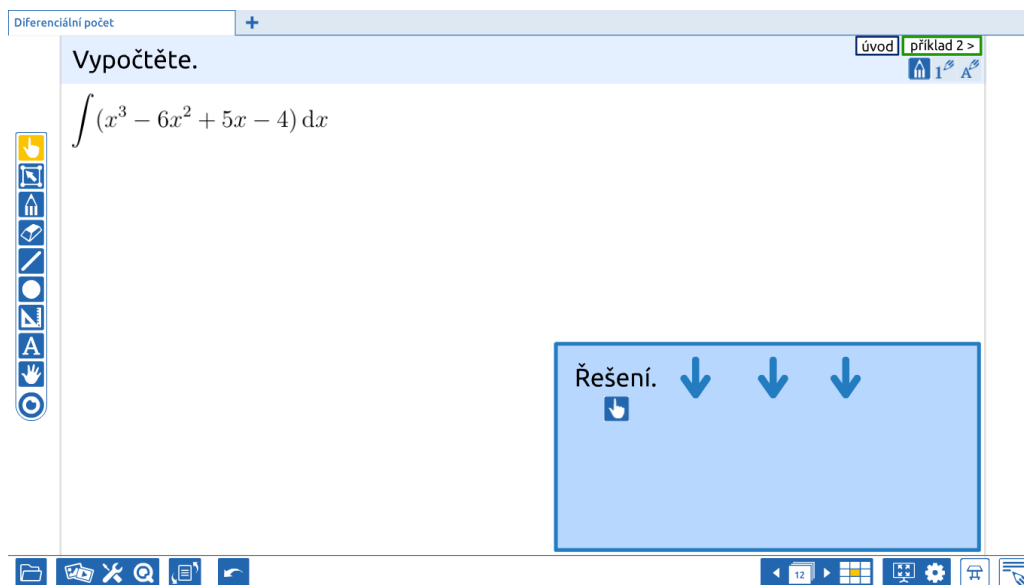 Diferenciální počet
+
úvod
příklad 2 >
Vypočtěte.
1 A
∫(x³ − 6x² + 5x − 4) dx
A
Řešení.
12